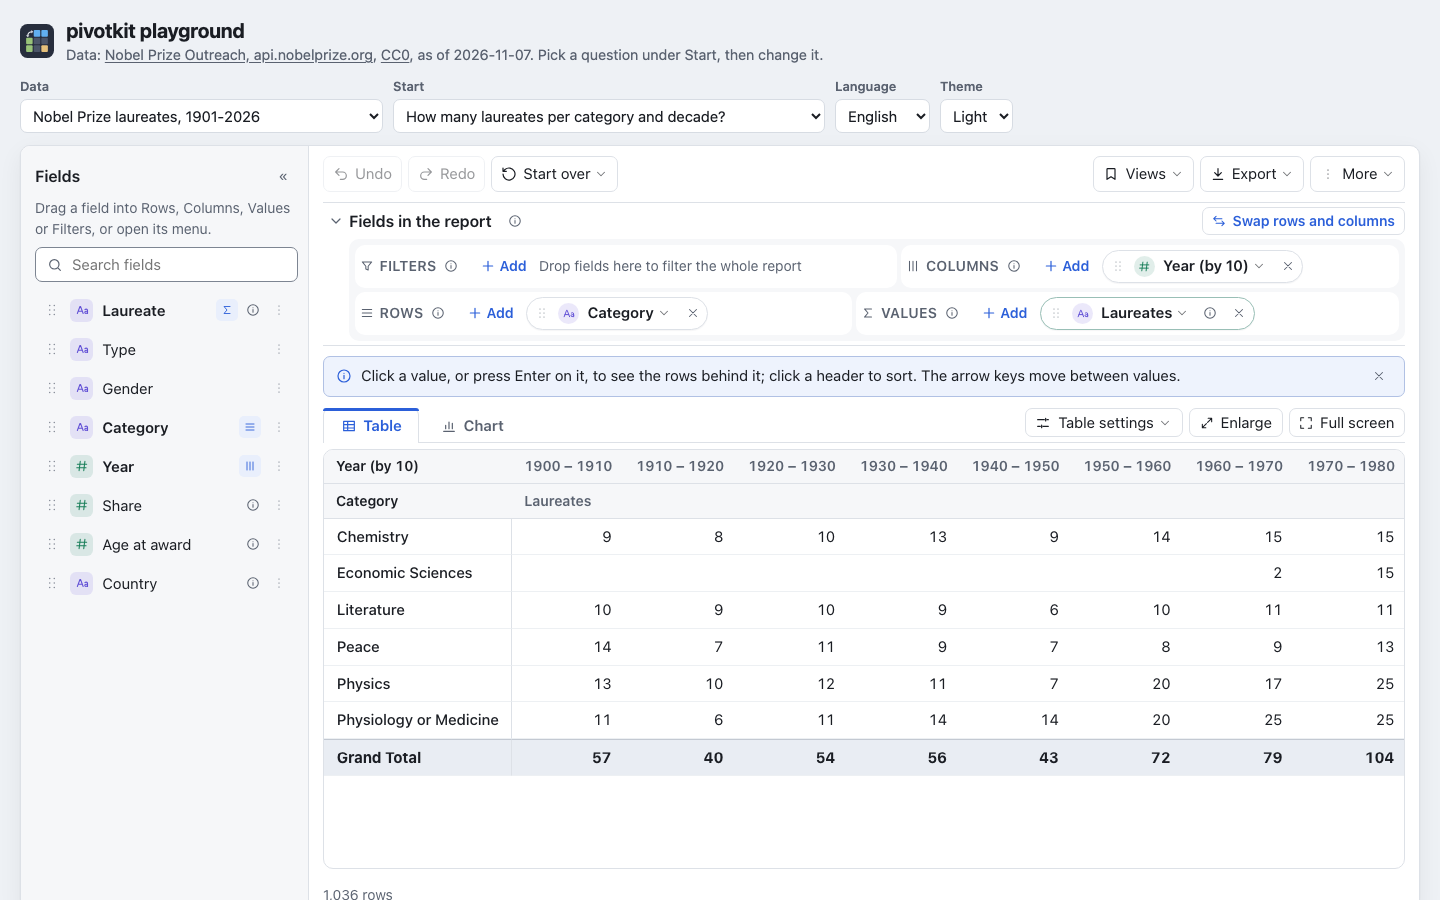 pivotkit playground
Data: Nobel Prize Outreach, api.nobelprize.org, CC0, as of 2026-11-07. Pick a question under Start, then change it.
Data Start Language Theme
Nobel Prize laureates, 1901-2026 How many laureates per category and decade? English Light
Fields «
Drag a field into Rows, Columns, Values
or Filters, or open its menu.
Search fields
Aa Laureate Σ
Aa Type
Aa Gender
Aa Category
# Year
# Share
# Age at award
Aa Country
Undo Redo Start over Views Export More
Fields in the report Swap rows and columns
FILTERS + Add Drop fields here to filter the whole report
COLUMNS + Add # Year (by 10)
ROWS + Add Aa Category
Σ VALUES + Add Aa Laureates
Click a value, or press Enter on it, to see the rows behind it; click a header to sort. The arrow keys move between values.
Table Chart Table settings Enlarge Full screen
Year (by 10) 1900 – 1910 1910 – 1920 1920 – 1930 1930 – 1940 1940 – 1950 1950 – 1960 1960 – 1970 1970 – 1980
Category Laureates
Chemistry 9 8 10 13 9 14 15 15
Economic Sciences 2 15
Literature 10 9 10 9 6 10 11 11
Peace 14 7 11 9 7 8 9 13
Physics 13 10 12 11 7 20 17 25
Physiology or Medicine 11 6 11 14 14 20 25 25
Grand Total 57 40 54 56 43 72 79 104
1,036 rows